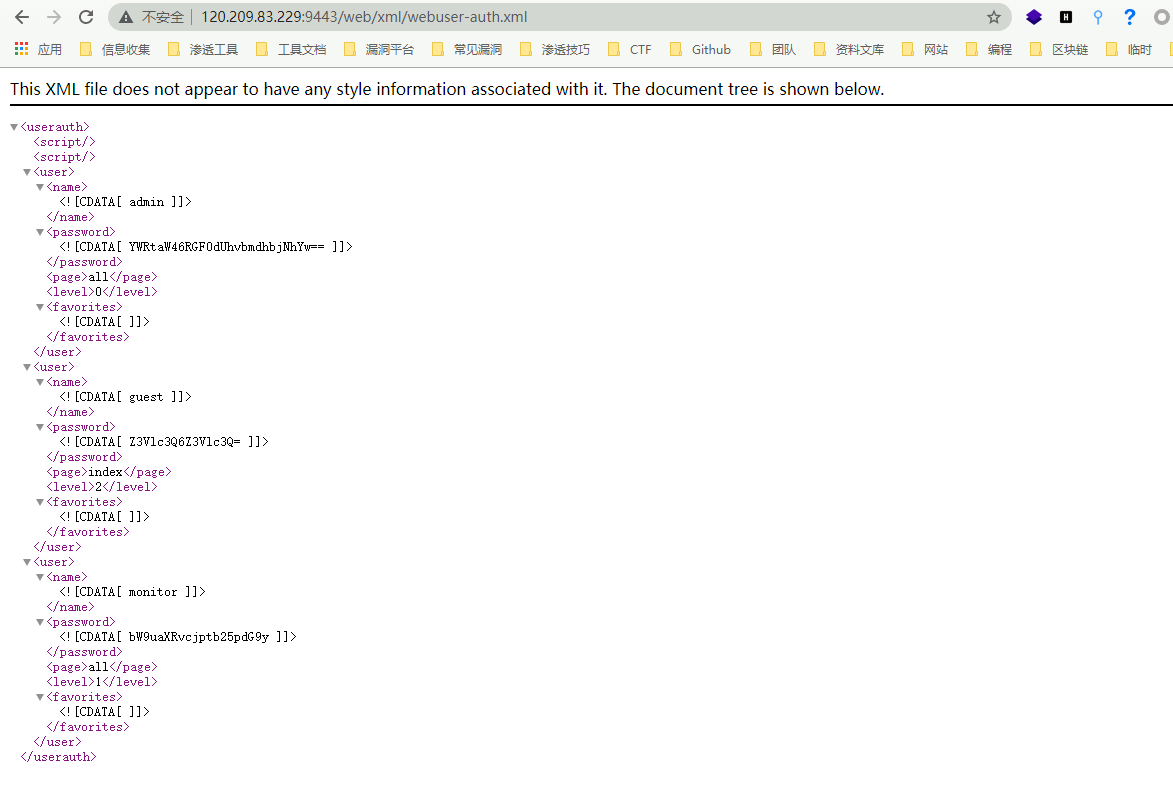 不安全 120.209.83.229:9443/web/xml/webuser-auth.xml
应用 信息收集 渗透工具 工具文档 漏洞平台 常见漏洞 渗透技巧 CTF Github 团队 资料文库 网站 编程 区块链 临时
This XML file does not appear to have any style information associated with it. The document tree is shown below.
▼<userauth>
<script/>
<script/>
▼<user>
▼<name>
<![CDATA[ admin ]]>
</name>
▼<password>
<![CDATA[ YWRtaW46RGF0dUhvbmdhbjNhYw== ]]>
</password>
<page>all</page>
<level>0</level>
▼<favorites>
<![CDATA[ ]]>
</favorites>
</user>
▼<user>
▼<name>
<![CDATA[ guest ]]>
</name>
▼<password>
<![CDATA[ Z3Vlc3Q6Z3Vlc3Q= ]]>
</password>
<page>index</page>
<level>2</level>
▼<favorites>
<![CDATA[ ]]>
</favorites>
</user>
▼<user>
▼<name>
<![CDATA[ monitor ]]>
</name>
▼<password>
<![CDATA[ bW9uaXRvcjptb25pdG9y ]]>
</password>
<page>all</page>
<level>1</level>
▼<favorites>
<![CDATA[ ]]>
</favorites>
</user>
</userauth>